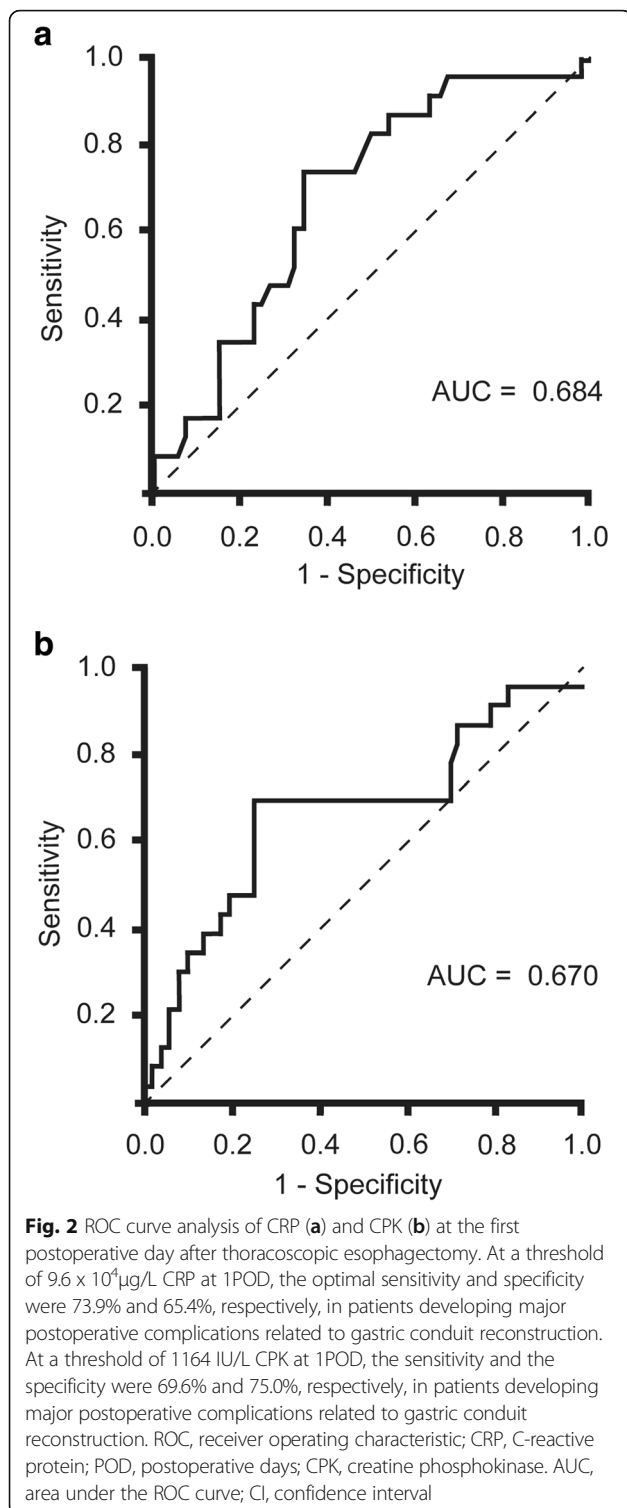 a
1.0
0.8
0.6
0.4
0.2
Sensitivity
AUC = 0.684
0.0 0.2 0.4 0.6 0.8 1.0
1 - Specificity
b
1.0
0.8
0.6
0.4
0.2
Sensitivity
AUC = 0.670
0.0 0.2 0.4 0.6 0.8 1.0
1 - Specificity
Fig. 2 ROC curve analysis of CRP (a) and CPK (b) at the first
postoperative day after thoracoscopic esophagectomy. At a threshold
of 9.6 x 10⁴μg/L CRP at 1POD, the optimal sensitivity and specificity
were 73.9% and 65.4%, respectively, in patients developing major
postoperative complications related to gastric conduit reconstruction.
At a threshold of 1164 IU/L CPK at 1POD, the sensitivity and the
specificity were 69.6% and 75.0%, respectively, in patients developing
major postoperative complications related to gastric conduit
reconstruction. ROC, receiver operating characteristic; CRP, C-reactive
protein; POD, postoperative days; CPK, creatine phosphokinase. AUC,
area under the ROC curve; CI, confidence interval